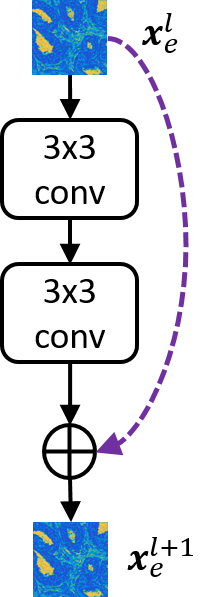 x_e^l
3x3
conv
3x3
conv
x_e^{l+1}